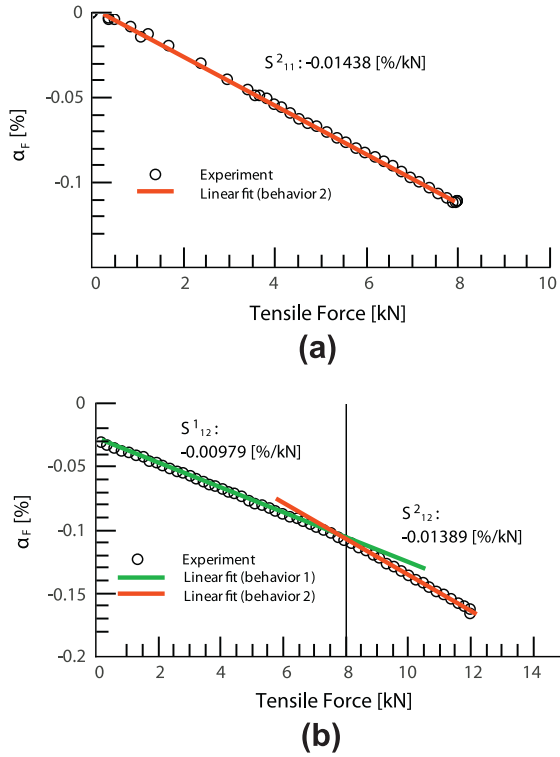 0
-0.05
-0.1
α_F [%]
S²₁₁: -0.01438 [%/kN]
Experiment
Linear fit (behavior 2)
0 2 4 6 8 10
Tensile Force [kN]
(a)
0
-0.05
-0.1
-0.15
-0.2
α_F [%]
S¹₁₂:
-0.00979 [%/kN]
S²₁₂:
-0.01389 [%/kN]
Experiment
Linear fit (behavior 1)
Linear fit (behavior 2)
0 2 4 6 8 10 12 14
Tensile Force [kN]
(b)